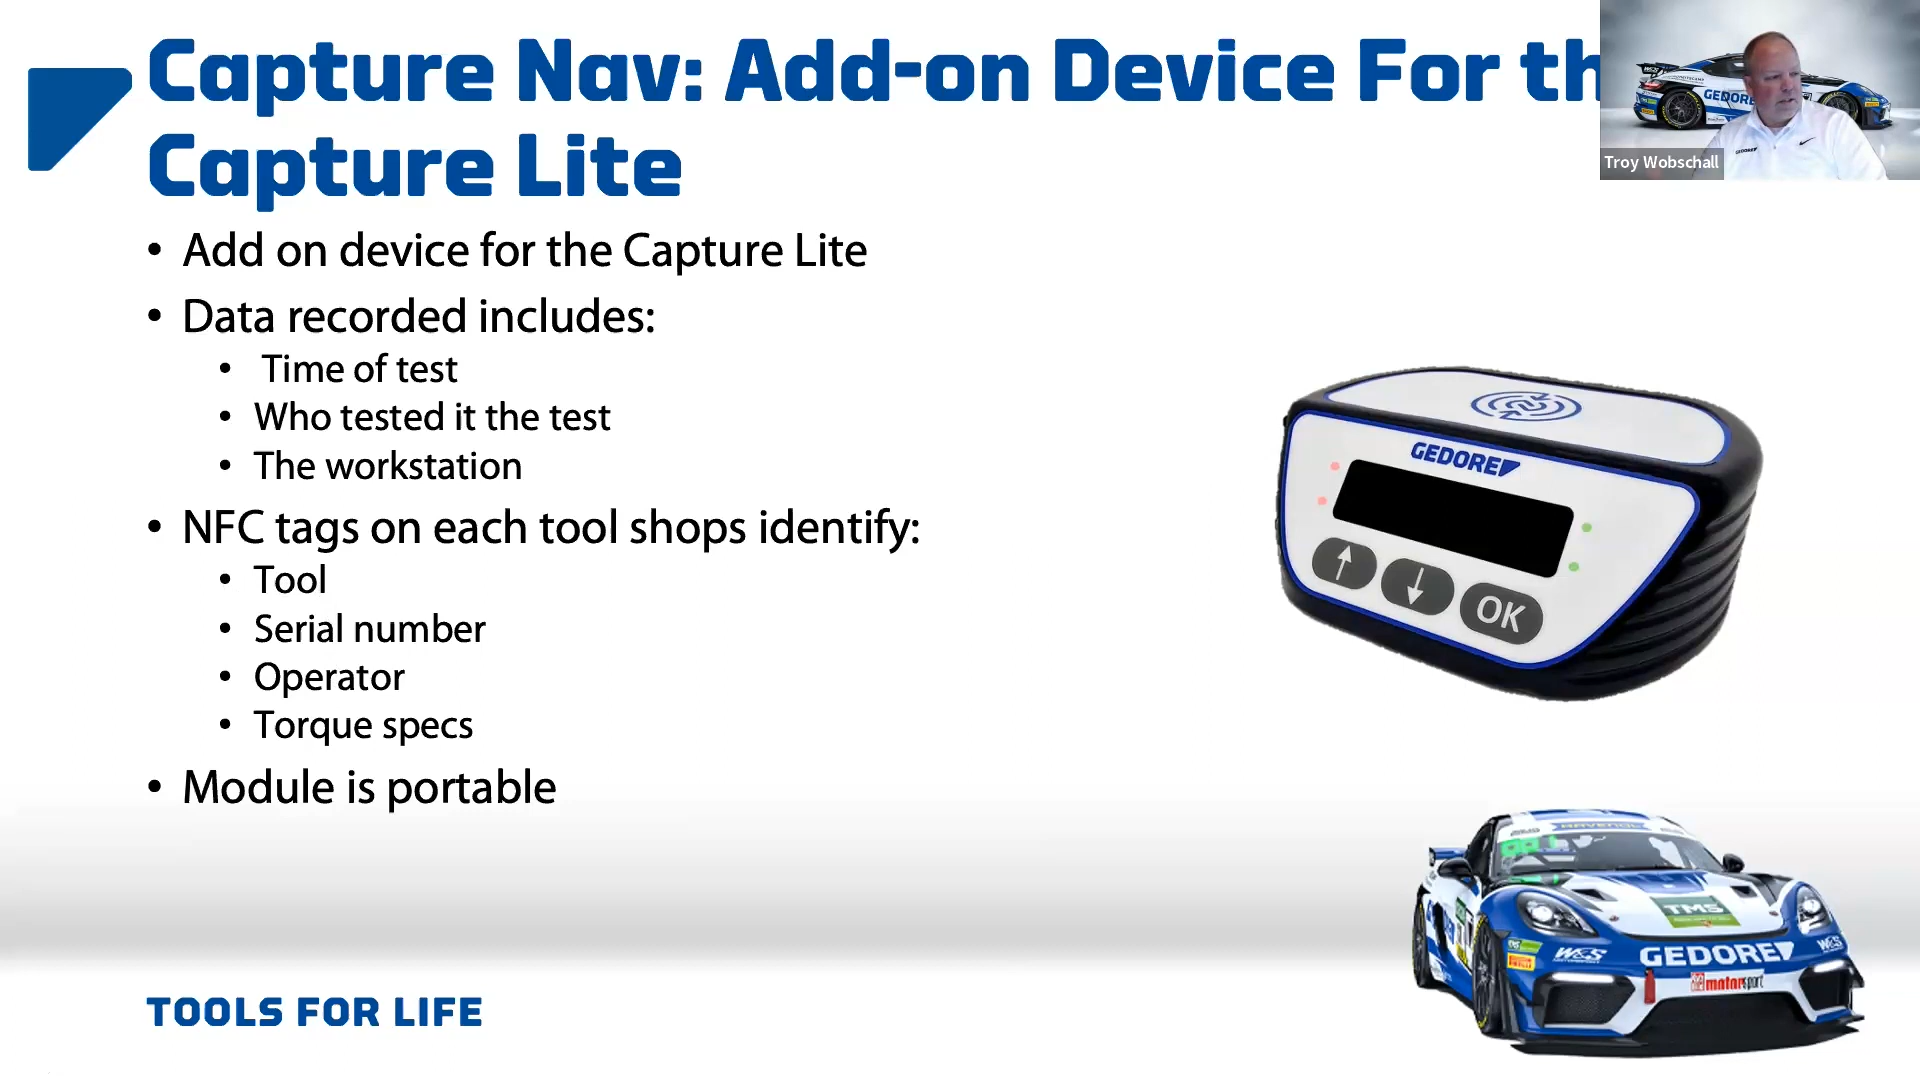 Capture Nav: Add-on Device For th
Capture Lite
Troy Wobschall
GEDORE
• Add on device for the Capture Lite
• Data recorded includes:
• Time of test
• Who tested it the test
• The workstation
• NFC tags on each tool shops identify:
• Tool
• Serial number
• Operator
• Torque specs
• Module is portable
GEDORE
OK
TMS
W&S
GEDORE
W&S
motorsport
TOOLS FOR LIFE